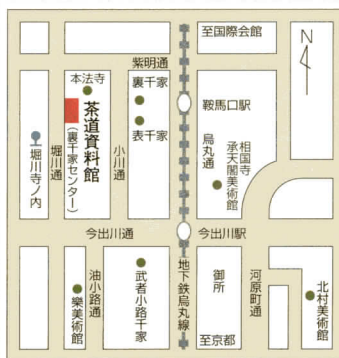 至国際会館
N
紫明通
本法寺
茶道資料館
(裏千家センター)
裏千家
表千家
鞍馬口駅
烏丸通
相国寺
承天閣美術館
堀川寺ノ内
堀川通
小川通
今出川通
今出川駅
樂美術館
油小路通
武者小路千家
地下鉄烏丸線
御所
河原町通
北村美術館
至京都